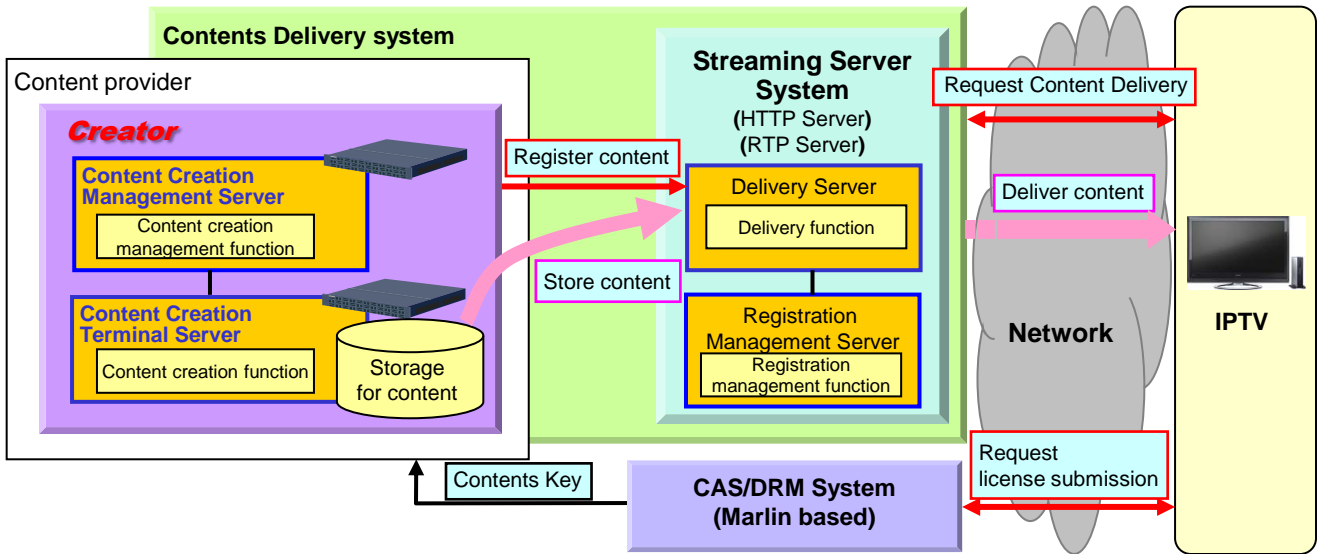 Contents Delivery system
Content provider
Creator
Content Creation
Management Server
Content creation
management function
Content Creation
Terminal Server
Content creation function
Storage
for content
Register content
Store content
Streaming Server
System
(HTTP Server)
(RTP Server)
Delivery Server
Delivery function
Registration
Management Server
Registration
management function
Request Content Delivery
Deliver content
Network
IPTV
Request
license submission
Contents Key
CAS/DRM System
(Marlin based)